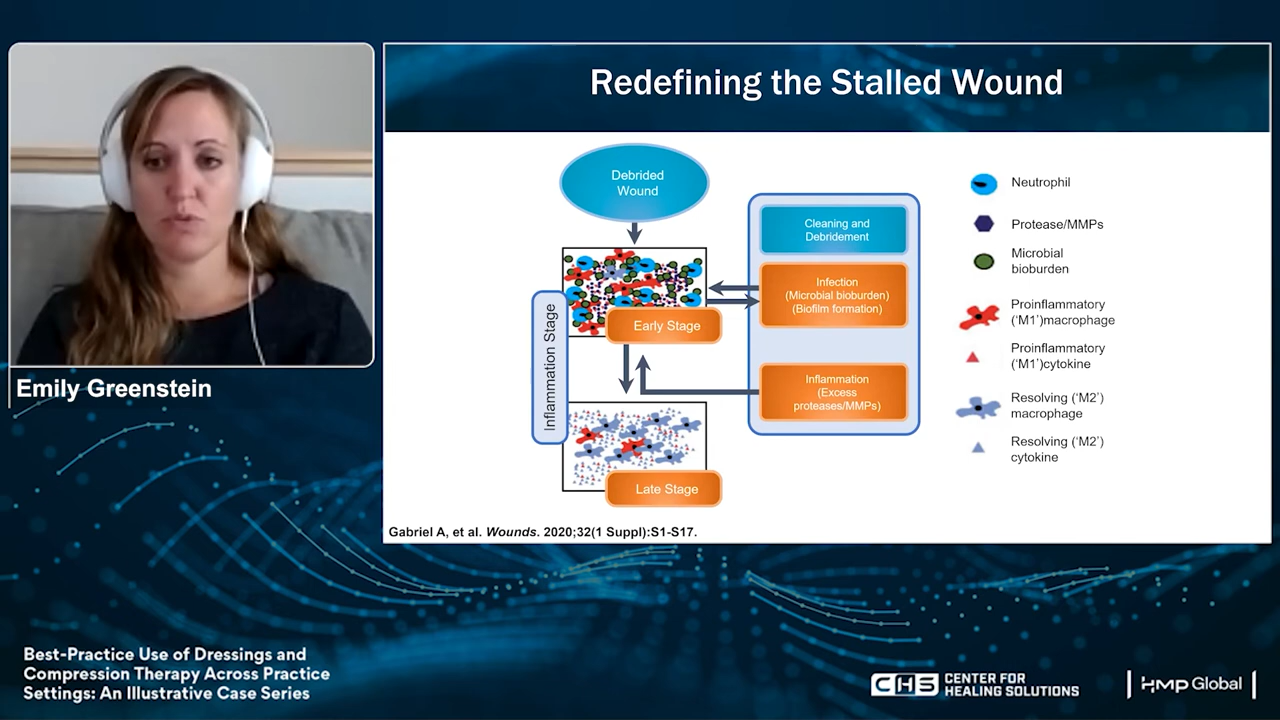 Redefining the Stalled Wound
Debrided
Wound
Cleaning and
Debridement
Infection
(Microbial bioburden)
(Biofilm formation)
Early Stage
Inflammation Stage
Inflammation
(Excess
proteases/MMPs)
Late Stage
Neutrophil
Protease/MMPs
Microbial
bioburden
Proinflammatory
(‘M1’)macrophage
Proinflammatory
(‘M1’)cytokine
Resolving (‘M2’)
macrophage
Resolving (‘M2’)
cytokine
Gabriel A, et al. Wounds. 2020;32(1 Suppl):S1-S17.
Emily Greenstein
Best-Practice Use of Dressings and
Compression Therapy Across Practice
Settings: An Illustrative Case Series
CHS CENTER FOR
HEALING SOLUTIONS
HMP Global